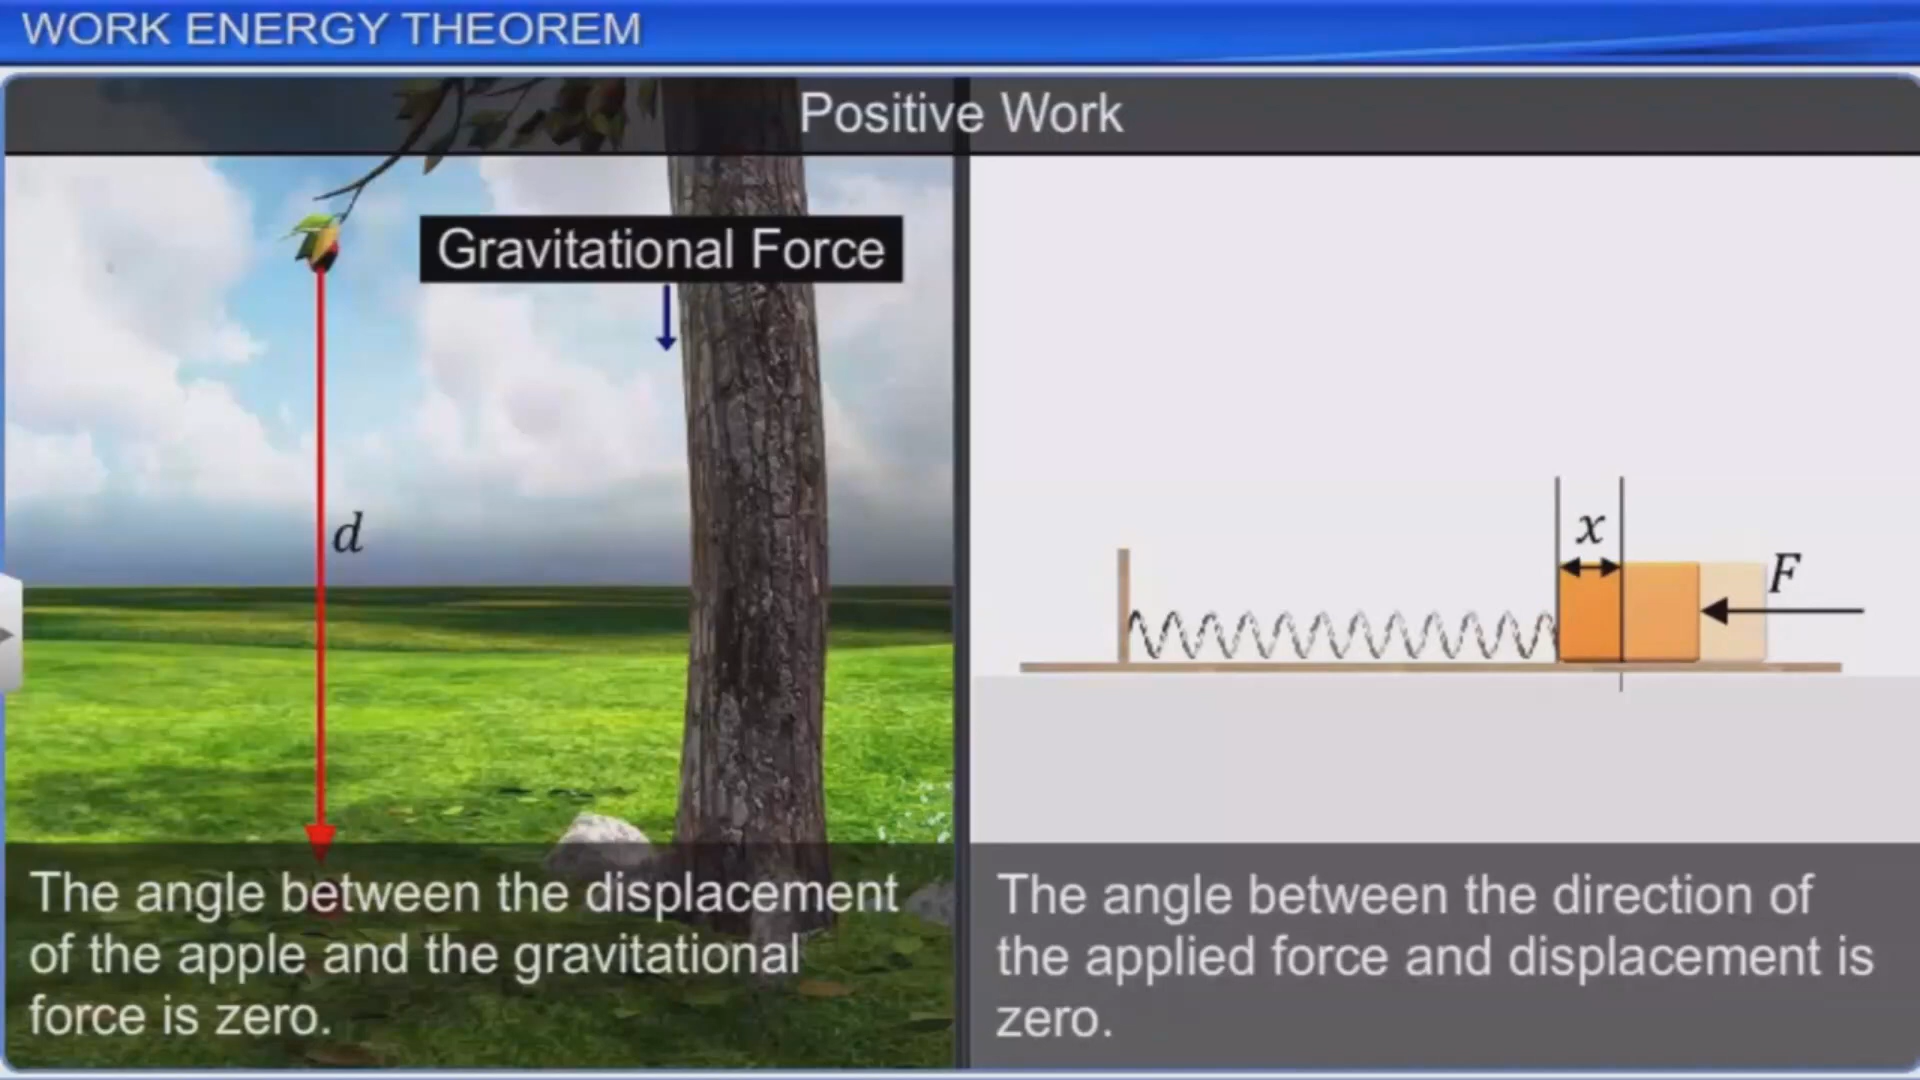 WORK ENERGY THEOREM
Positive Work
Gravitational Force
d
x
F
The angle between the displacement
of the apple and the gravitational
force is zero.
The angle between the direction of
the applied force and displacement is
zero.